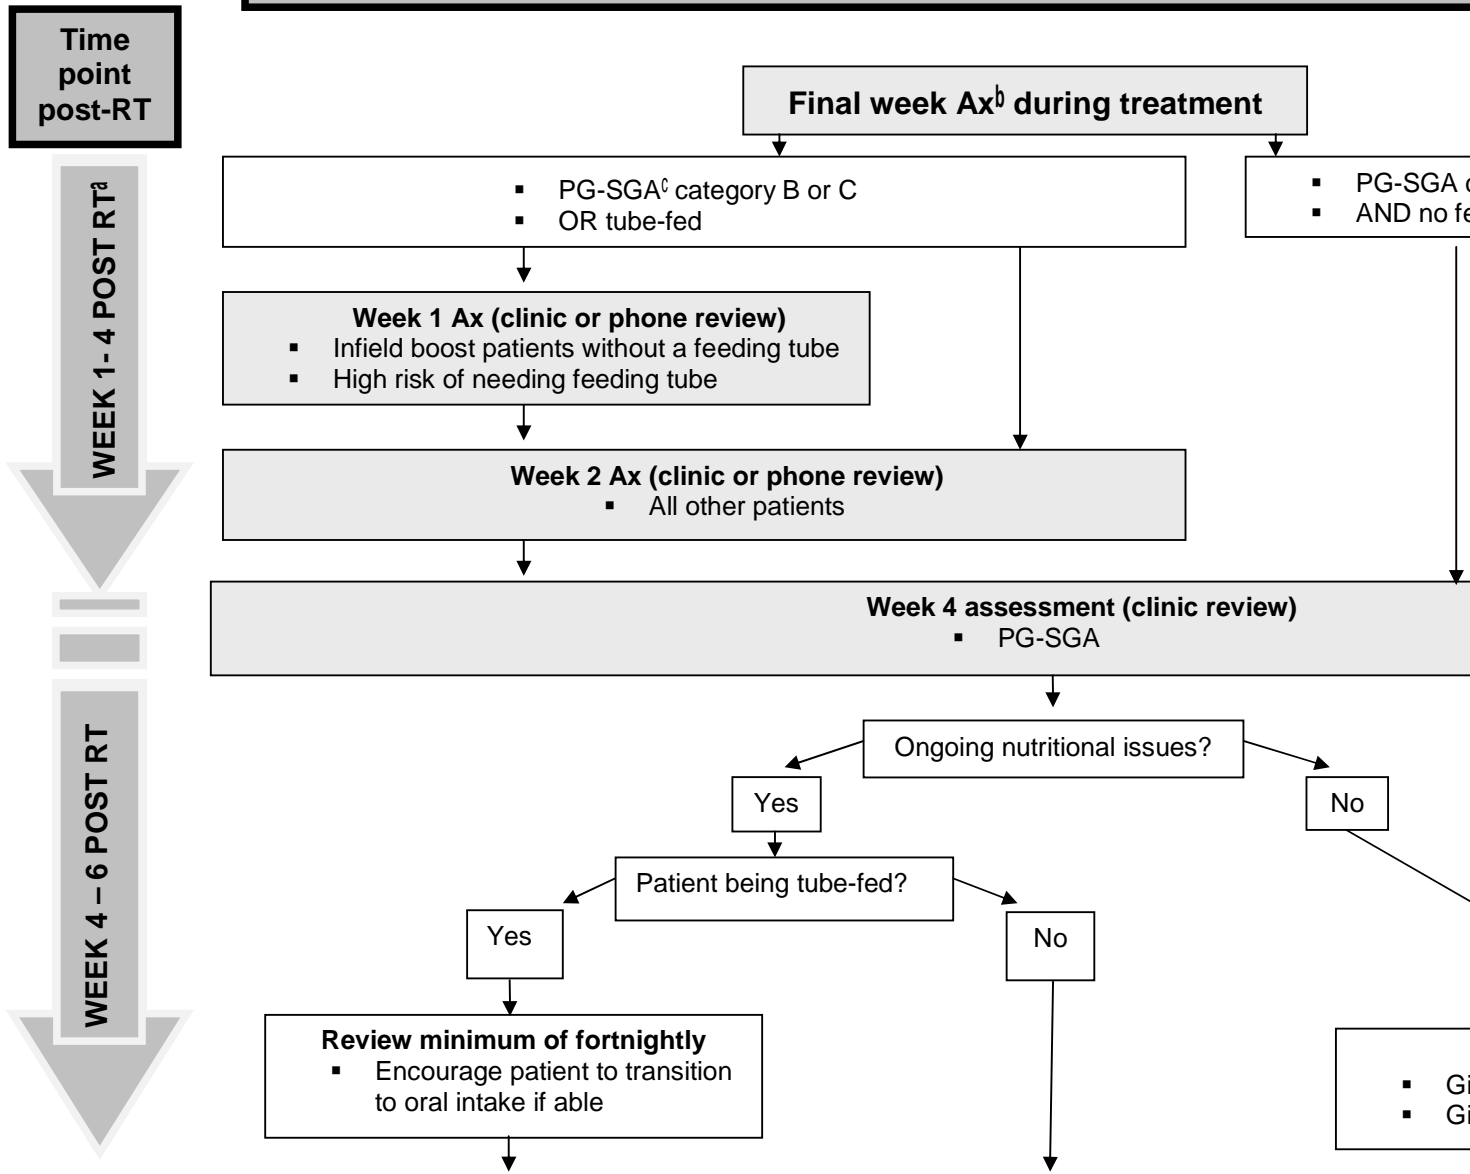 Time
point
post-RT
Final week Axᵇ during treatment
▪ PG-SGAᶜ category B or C
▪ OR tube-fed
▪ PG-SGA
▪ AND no
WEEK 1- 4 POST RTᵃ
Week 1 Ax (clinic or phone review)
▪ Infield boost patients without a feeding tube
▪ High risk of needing feeding tube
Week 2 Ax (clinic or phone review)
▪ All other patients
Week 4 assessment (clinic review)
▪ PG-SGA
WEEK 4 – 6 POST RT
Ongoing nutritional issues?
Yes
No
Patient being tube-fed?
Yes
No
Review minimum of fortnightly
▪ Encourage patient to transition
to oral intake if able